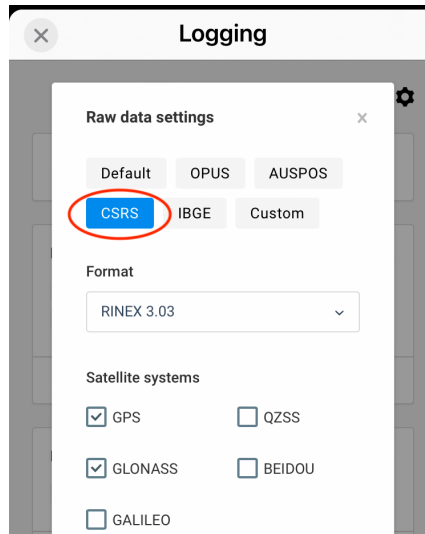 Logging
Raw data settings
Default OPUS AUSPOS
CSRS IBGE Custom
Format
RINEX 3.03
Satellite systems
GPS QZSS
GLONASS BEIDOU
GALILEO